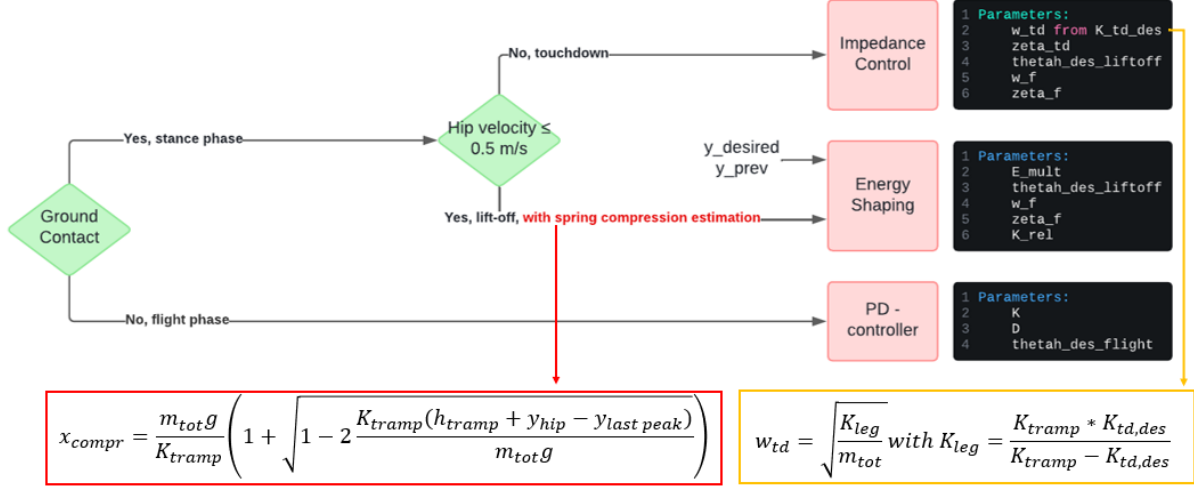 No, touchdown
Impedance
Control
1 Parameters:
2 w_td from K_td_des
3 zeta_td
4 thetah_des_liftoff
5 w_f
6 zeta_f
Yes, stance phase
Hip velocity ≤
0.5 m/s
y_desired
y_prev
Ground
Contact
Yes, lift-off, with spring compression estimation
Energy
Shaping
1 Parameters:
2 E_mult
3 thetah_des_liftoff
4 w_f
5 zeta_f
6 K_rel
No, flight phase
PD -
controller
1 Parameters:
2 K
3 D
4 thetah_des_flight
x_compr = m_tot g / K_tramp (1 + √(1 − 2 K_tramp(h_tramp + y_hip − y_last peak) / m_tot g))
w_td = √(K_leg / m_tot) with K_leg = K_tramp * K_td,des / K_tramp − K_td,des